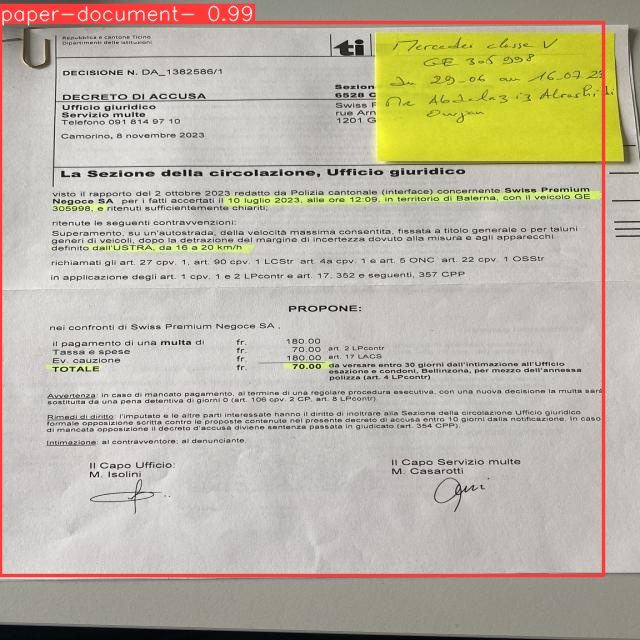 paper-document- 0.99
Repubblica e cantone Ticino
Dipartimento delle istituzioni
ti
Mercedes classe V
GE 305 998
Du 29.06 au 16.07.23
DECISIONE N. DA_1382586/1
DECRETO DI ACCUSA
Ufficio giuridico
Servizio multe
Telefono 091 814 97 10
Camorino, 8 novembre 2023
Sezion
6528 C
Swiss P
rue Arn
1201 G
La Sezione della circolazione, Ufficio giuridico
visto il rapporto del 2 ottobre 2023 redatto da Polizia cantonale (interface) concernente Swiss Premium
Negoce SA per i fatti accertati il 10 luglio 2023, alle ore 12:09, in territorio di Balerna, con il veicolo GE
305998, e ritenuti sufficientemente chiariti;
ritenute le seguenti contravvenzioni:
Superamento, su un'autostrada, della velocità massima consentita, fissata a titolo generale o per taluni
generi di veicoli, dopo la detrazione del margine di incertezza dovuto alla misura e agli apparecchi
definito dall'USTRA, da 16 a 20 km/h
richiamati gli art. 27 cpv. 1, art. 90 cpv. 1 LCStr art. 4a cpv. 1 e art. 5 ONC art. 22 cpv. 1 OSStr
in applicazione degli art. 1 cpv. 1 e 2 LPcontr e art. 17, 352 e seguenti, 357 CPP
PROPONE:
nei confronti di Swiss Premium Negoce SA ,
il pagamento di una multa di fr. 180.00
Tassa e spese fr. 70.00 art. 2 LPcontr
Ev. cauzione fr. 180.00 art. 17 LACS
TOTALE fr. 70.00 da versare entro 30 giorni dall'intimazione all'Ufficio
esazione e condoni, Bellinzona, per mezzo dell'annessa
polizza (art. 4 LPcontr)
Avvertenza: in caso di mancato pagamento, al termine di una regolare procedura esecutiva, con una nuova decisione la multa sarà
sostituita da una pena detentiva di giorni 0 (art. 106 cpv. 2 CP, art. 8 LPcontr).
Rimedi di diritto: l'imputato e le altre parti interessate hanno il diritto di inoltrare alla Sezione della circolazione Ufficio giuridico
formale opposizione scritta contro le proposte contenute nel presente decreto di accusa entro 10 giorni dalla notificazione. In caso
di mancata opposizione il decreto d'accusa diviene sentenza passata in giudicato (art. 354 CPP).
Intimazione: al contravventore; al denunciante.
Il Capo Ufficio:
M. Isolini
Il Capo Servizio multe
M. Casarotti